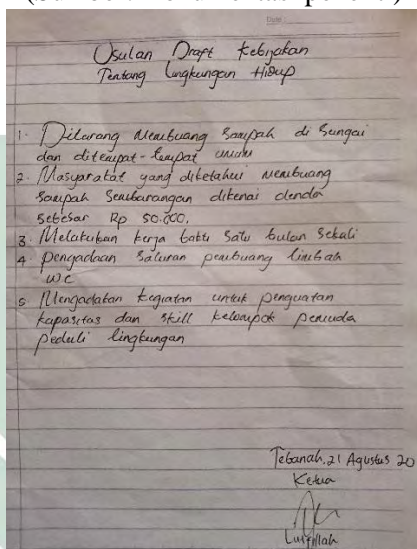 Usulan Draft Kebijakan
Tentang Lingkungan Hidup
1. Dilarang Membuang Sampah di Sungai
dan ditempat-tempat umum
2. Masyarakat yang diketahui membuang
sampah Sembarangan dikenai denda
sebesar Rp 50.000.
3. Melakukan kerja bakti satu bulan sekali
4. pengadaan saluran pembuang limbah
WC
5 Mengadakan kegiatan untuk penguatan
kapasitas dan skill kelompok pemuda
peduli lingkungan
Tebanah, 21 Agustus 20
Ketua